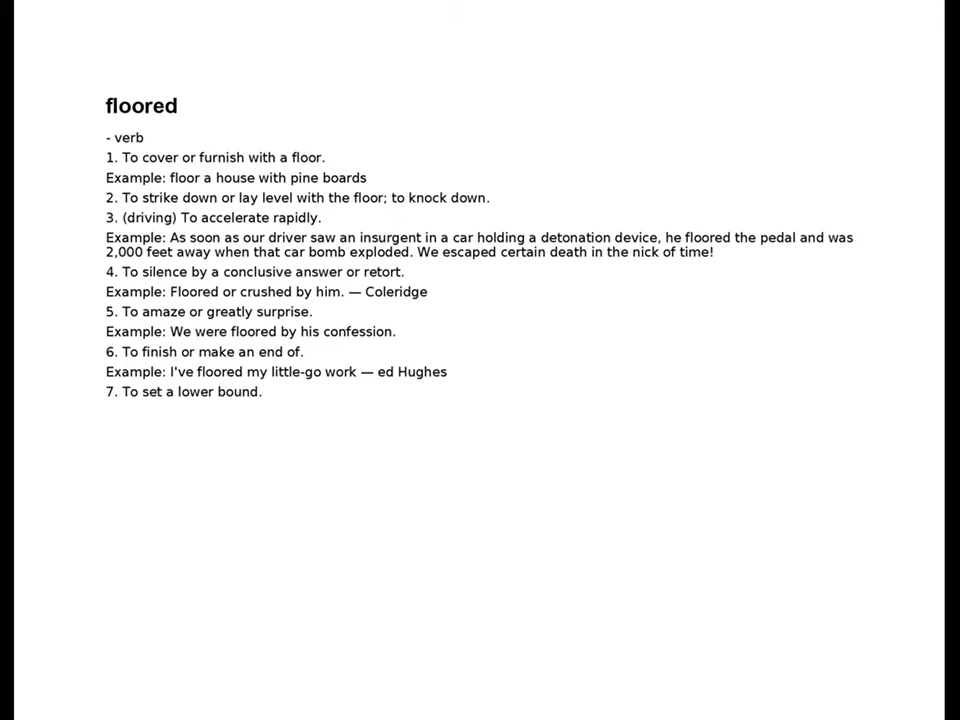 floored
- verb
1. To cover or furnish with a floor.
Example: floor a house with pine boards
2. To strike down or lay level with the floor; to knock down.
3. (driving) To accelerate rapidly.
Example: As soon as our driver saw an insurgent in a car holding a detonation device, he floored the pedal and was
2,000 feet away when that car bomb exploded. We escaped certain death in the nick of time!
4. To silence by a conclusive answer or retort.
Example: Floored or crushed by him. — Coleridge
5. To amaze or greatly surprise.
Example: We were floored by his confession.
6. To finish or make an end of.
Example: I've floored my little-go work — ed Hughes
7. To set a lower bound.